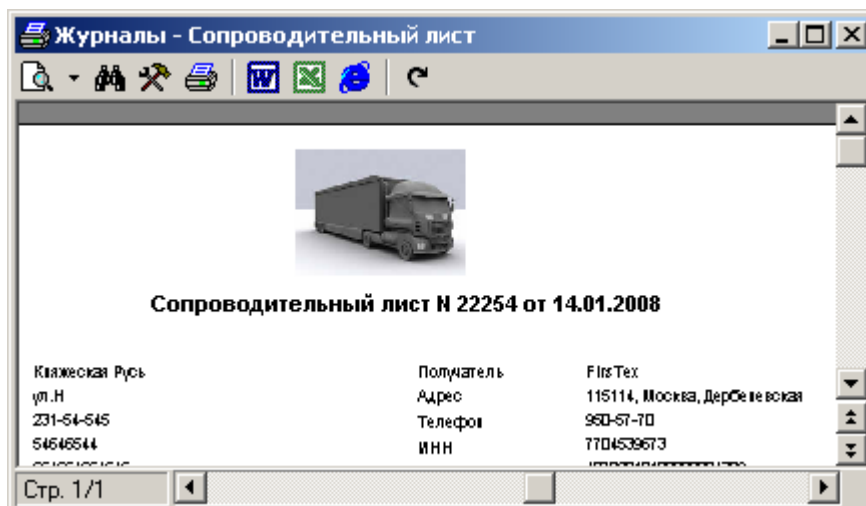 Журналы - Сопроводительный лист
Сопроводительный лист N 22254 от 14.01.2008
Княжеская Русь Получатель FirsTex
ул.Н Адрес 115114, Москва, Дербеневская
231-54-545 Телефон 960-57-70
54646544 ИНН 7704539673
Стр. 1/1